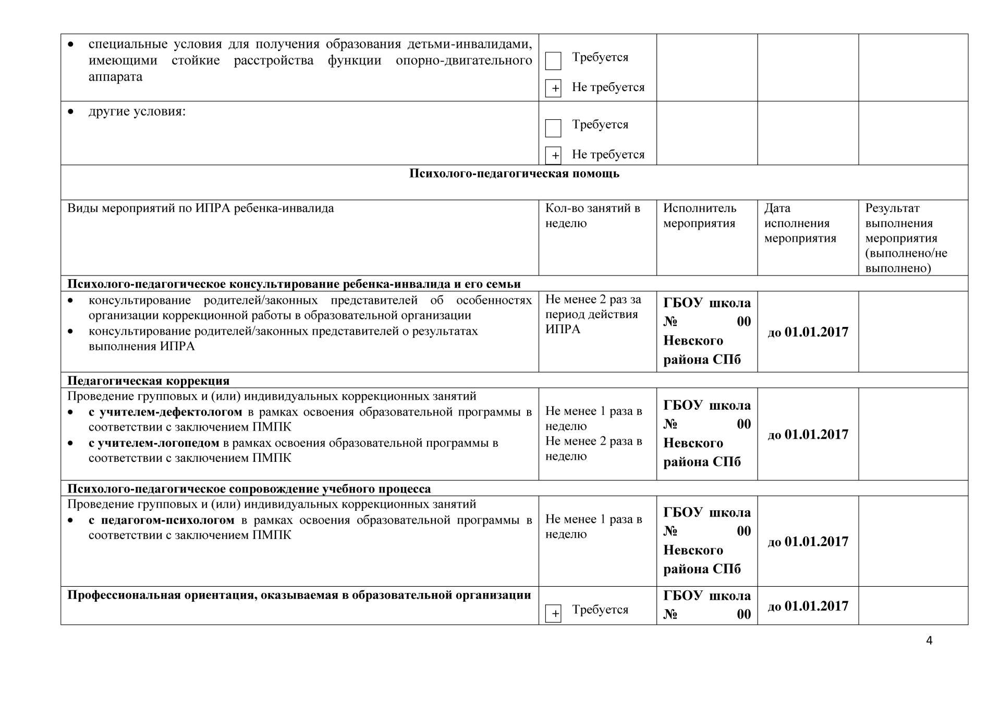 • специальные условия для получения образования детьми-инвалидами,
имеющими стойкие расстройства функции опорно-двигательного
аппарата
Требуется
+ Не требуется
• другие условия:
Требуется
+ Не требуется
Психолого-педагогическая помощь
Виды мероприятий по ИПРА ребенка-инвалида
Кол-во занятий в
неделю
Исполнитель
мероприятия
Дата
исполнения
мероприятия
Результат
выполнения
мероприятия
(выполнено/не
выполнено)
Психолого-педагогическое консультирование ребенка-инвалида и его семьи
• консультирование родителей/законных представителей об особенностях
организации коррекционной работы в образовательной организации
• консультирование родителей/законных представителей о результатах
выполнения ИПРА
Не менее 2 раз за
период действия
ИПРА
ГБОУ школа
№ 00
Невского
района СПб
до 01.01.2017
Педагогическая коррекция
Проведение групповых и (или) индивидуальных коррекционных занятий
• с учителем-дефектологом в рамках освоения образовательной программы в
соответствии с заключением ПМПК
• с учителем-логопедом в рамках освоения образовательной программы в
соответствии с заключением ПМПК
Не менее 1 раза в
неделю
Не менее 2 раза в
неделю
ГБОУ школа
№ 00
Невского
района СПб
до 01.01.2017
Психолого-педагогическое сопровождение учебного процесса
Проведение групповых и (или) индивидуальных коррекционных занятий
• с педагогом-психологом в рамках освоения образовательной программы в
соответствии с заключением ПМПК
Не менее 1 раза в
неделю
ГБОУ школа
№ 00
Невского
района СПб
до 01.01.2017
Профессиональная ориентация, оказываемая в образовательной организации
+ Требуется
ГБОУ школа
№ 00
до 01.01.2017
4